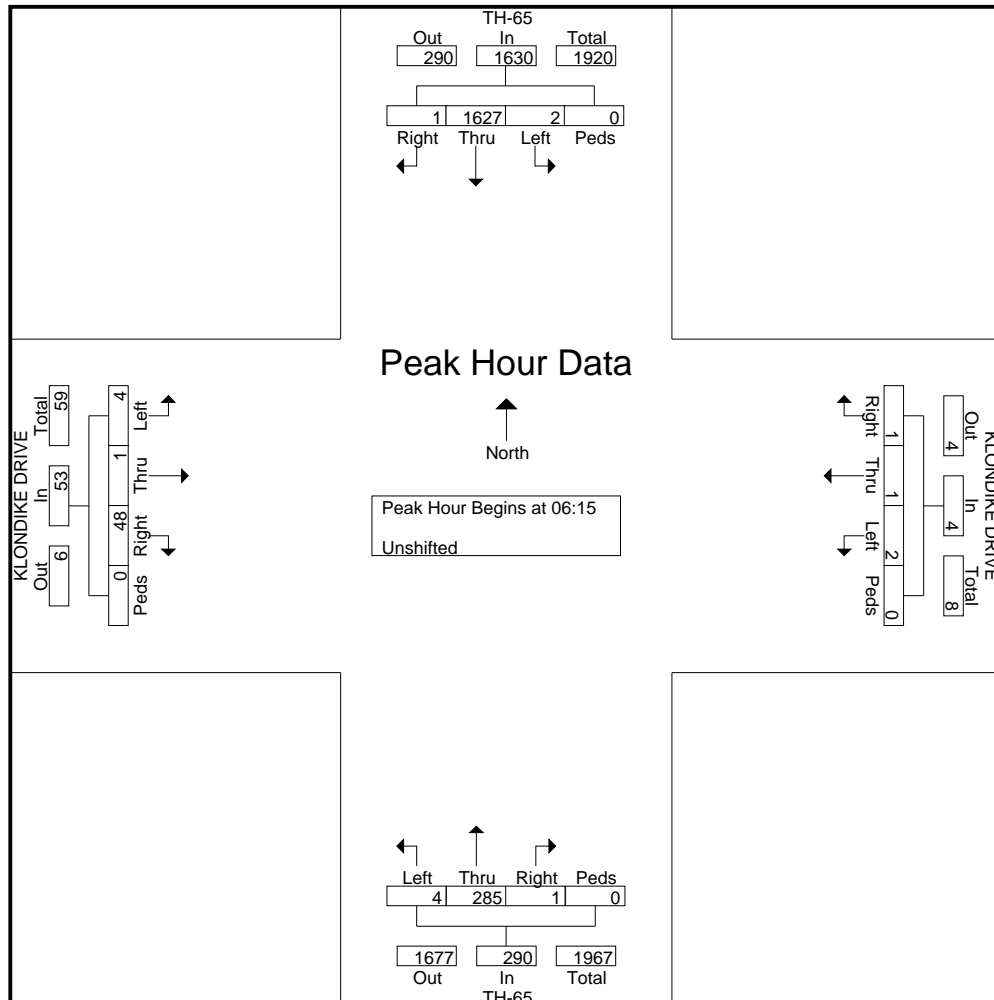 TH-65
Out In Total
290 1630 1920
1 1627 2 0
Right Thru Left Peds
Peak Hour Data
North
Peak Hour Begins at 06:15
Unshifted
KLONDIKE DRIVE
Out In Total
6 53 59
0 48 1 4
Peds Right Thru Left
KLONDIKE DRIVE
Out In Total
4 4 8
Right Thru Left Peds
1 1 2 0
Left Thru Right Peds
4 285 1 0
1677 290 1967
Out In Total
TH-65